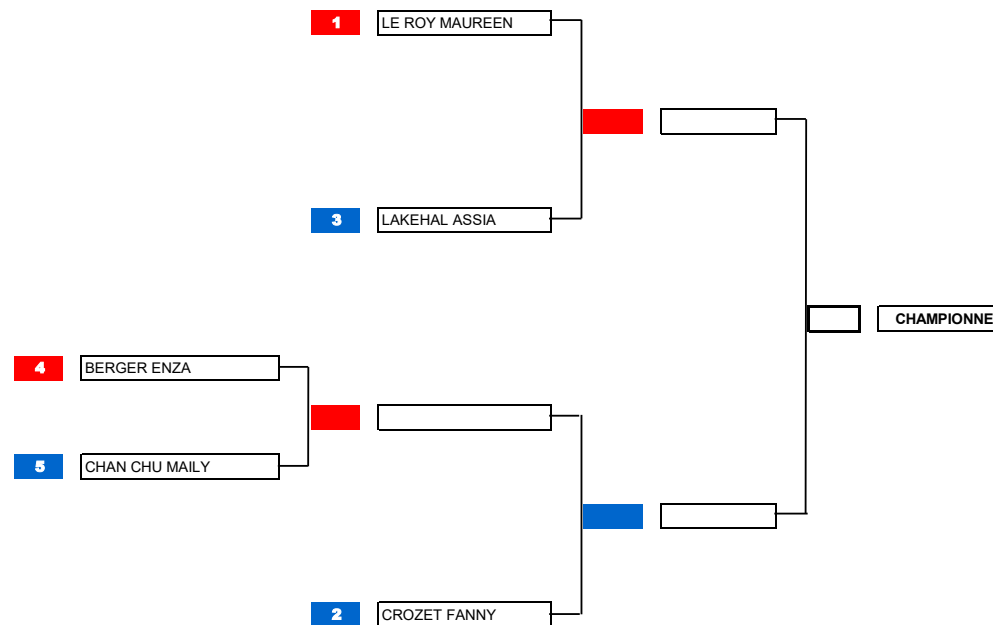 1 LE ROY MAUREEN
3 LAKEHAL ASSIA
CHAMPIONNE
4 BERGER ENZA
5 CHAN CHU MAILY
2 CROZET FANNY